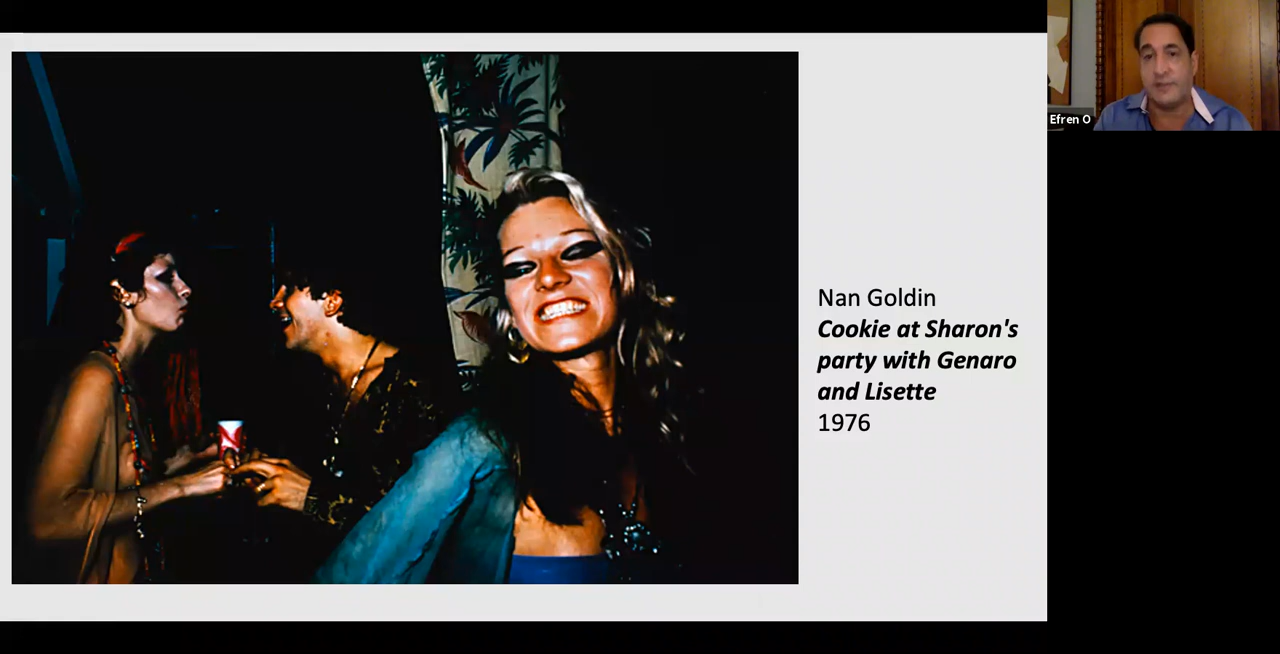 Nan Goldin
Cookie at Sharon's
party with Genaro
and Lisette
1976
Efren O